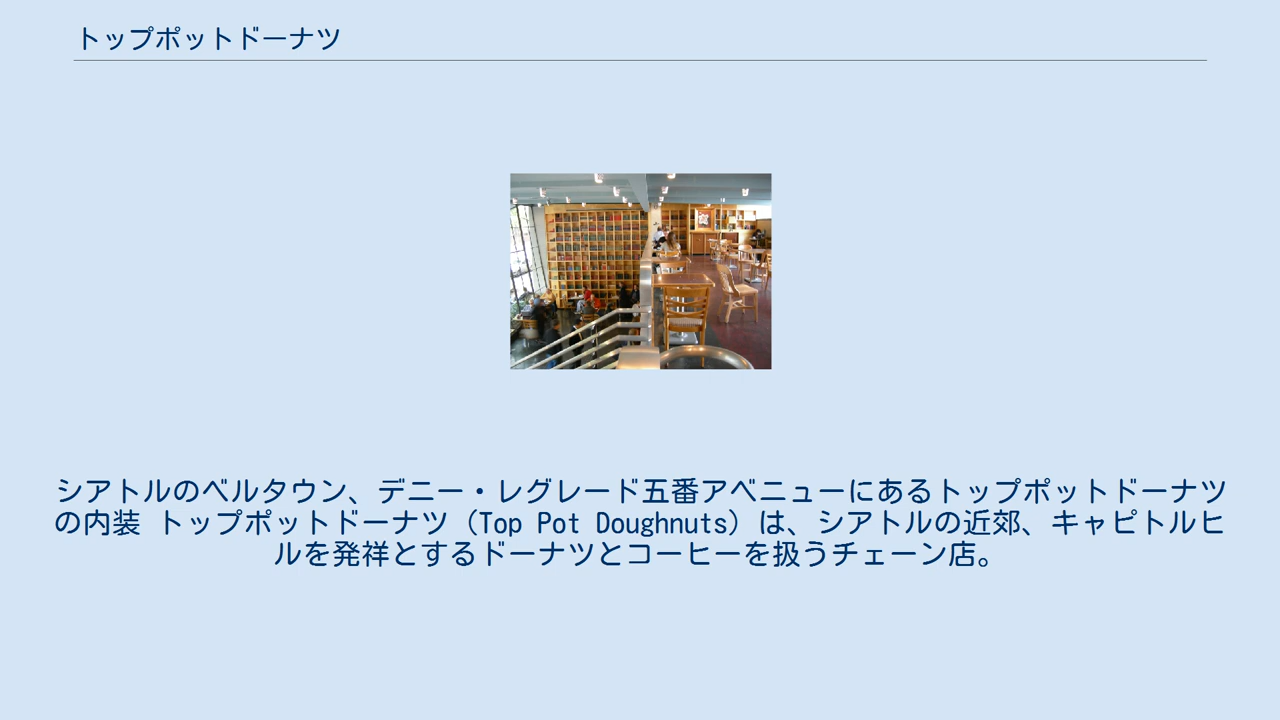 トップポットドーナツ
シアトルのベルタウン、デニー・レグレード五番アベニューにあるトップポットドーナツ
の内装 トップポットドーナツ（Top Pot Doughnuts）は、シアトルの近郊、キャピトルヒ
ルを発祥とするドーナツとコーヒーを扱うチェーン店。